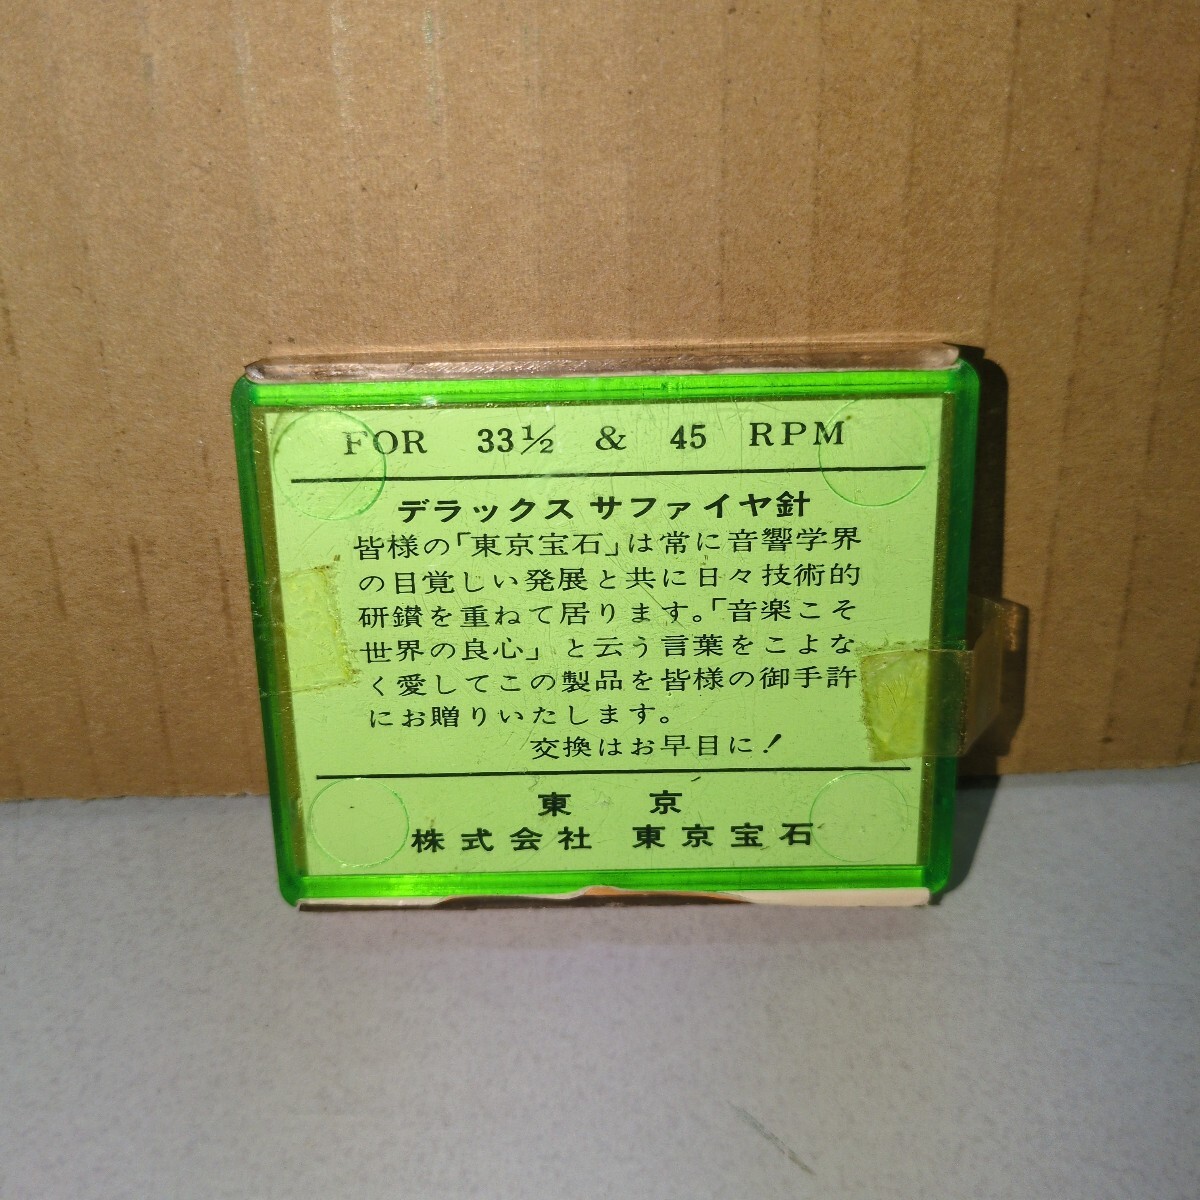 FOR 33 1/2 & 45 RPM
デラックス サファイヤ針
皆様の「東京宝石」は常に音響学界
の目覚しい発展と共に日々技術的
研鑚を重ねて居ります。「音楽こそ
世界の良心」と云う言葉をこよな
く愛してこの製品を皆様の御手許
にお贈りいたします。
交換はお早目に！
東 京
株式会社 東京宝石